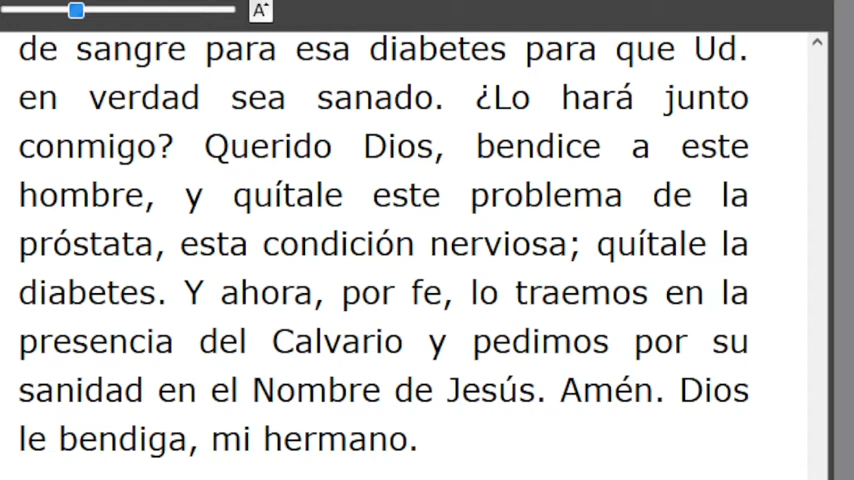 A
de sangre para esa diabetes para que Ud.
en verdad sea sanado. ¿Lo hará junto
conmigo? Querido Dios, bendice a este
hombre, y quítale este problema de la
próstata, esta condición nerviosa; quítale la
diabetes. Y ahora, por fe, lo traemos en la
presencia del Calvario y pedimos por su
sanidad en el Nombre de Jesús. Amén. Dios
le bendiga, mi hermano.